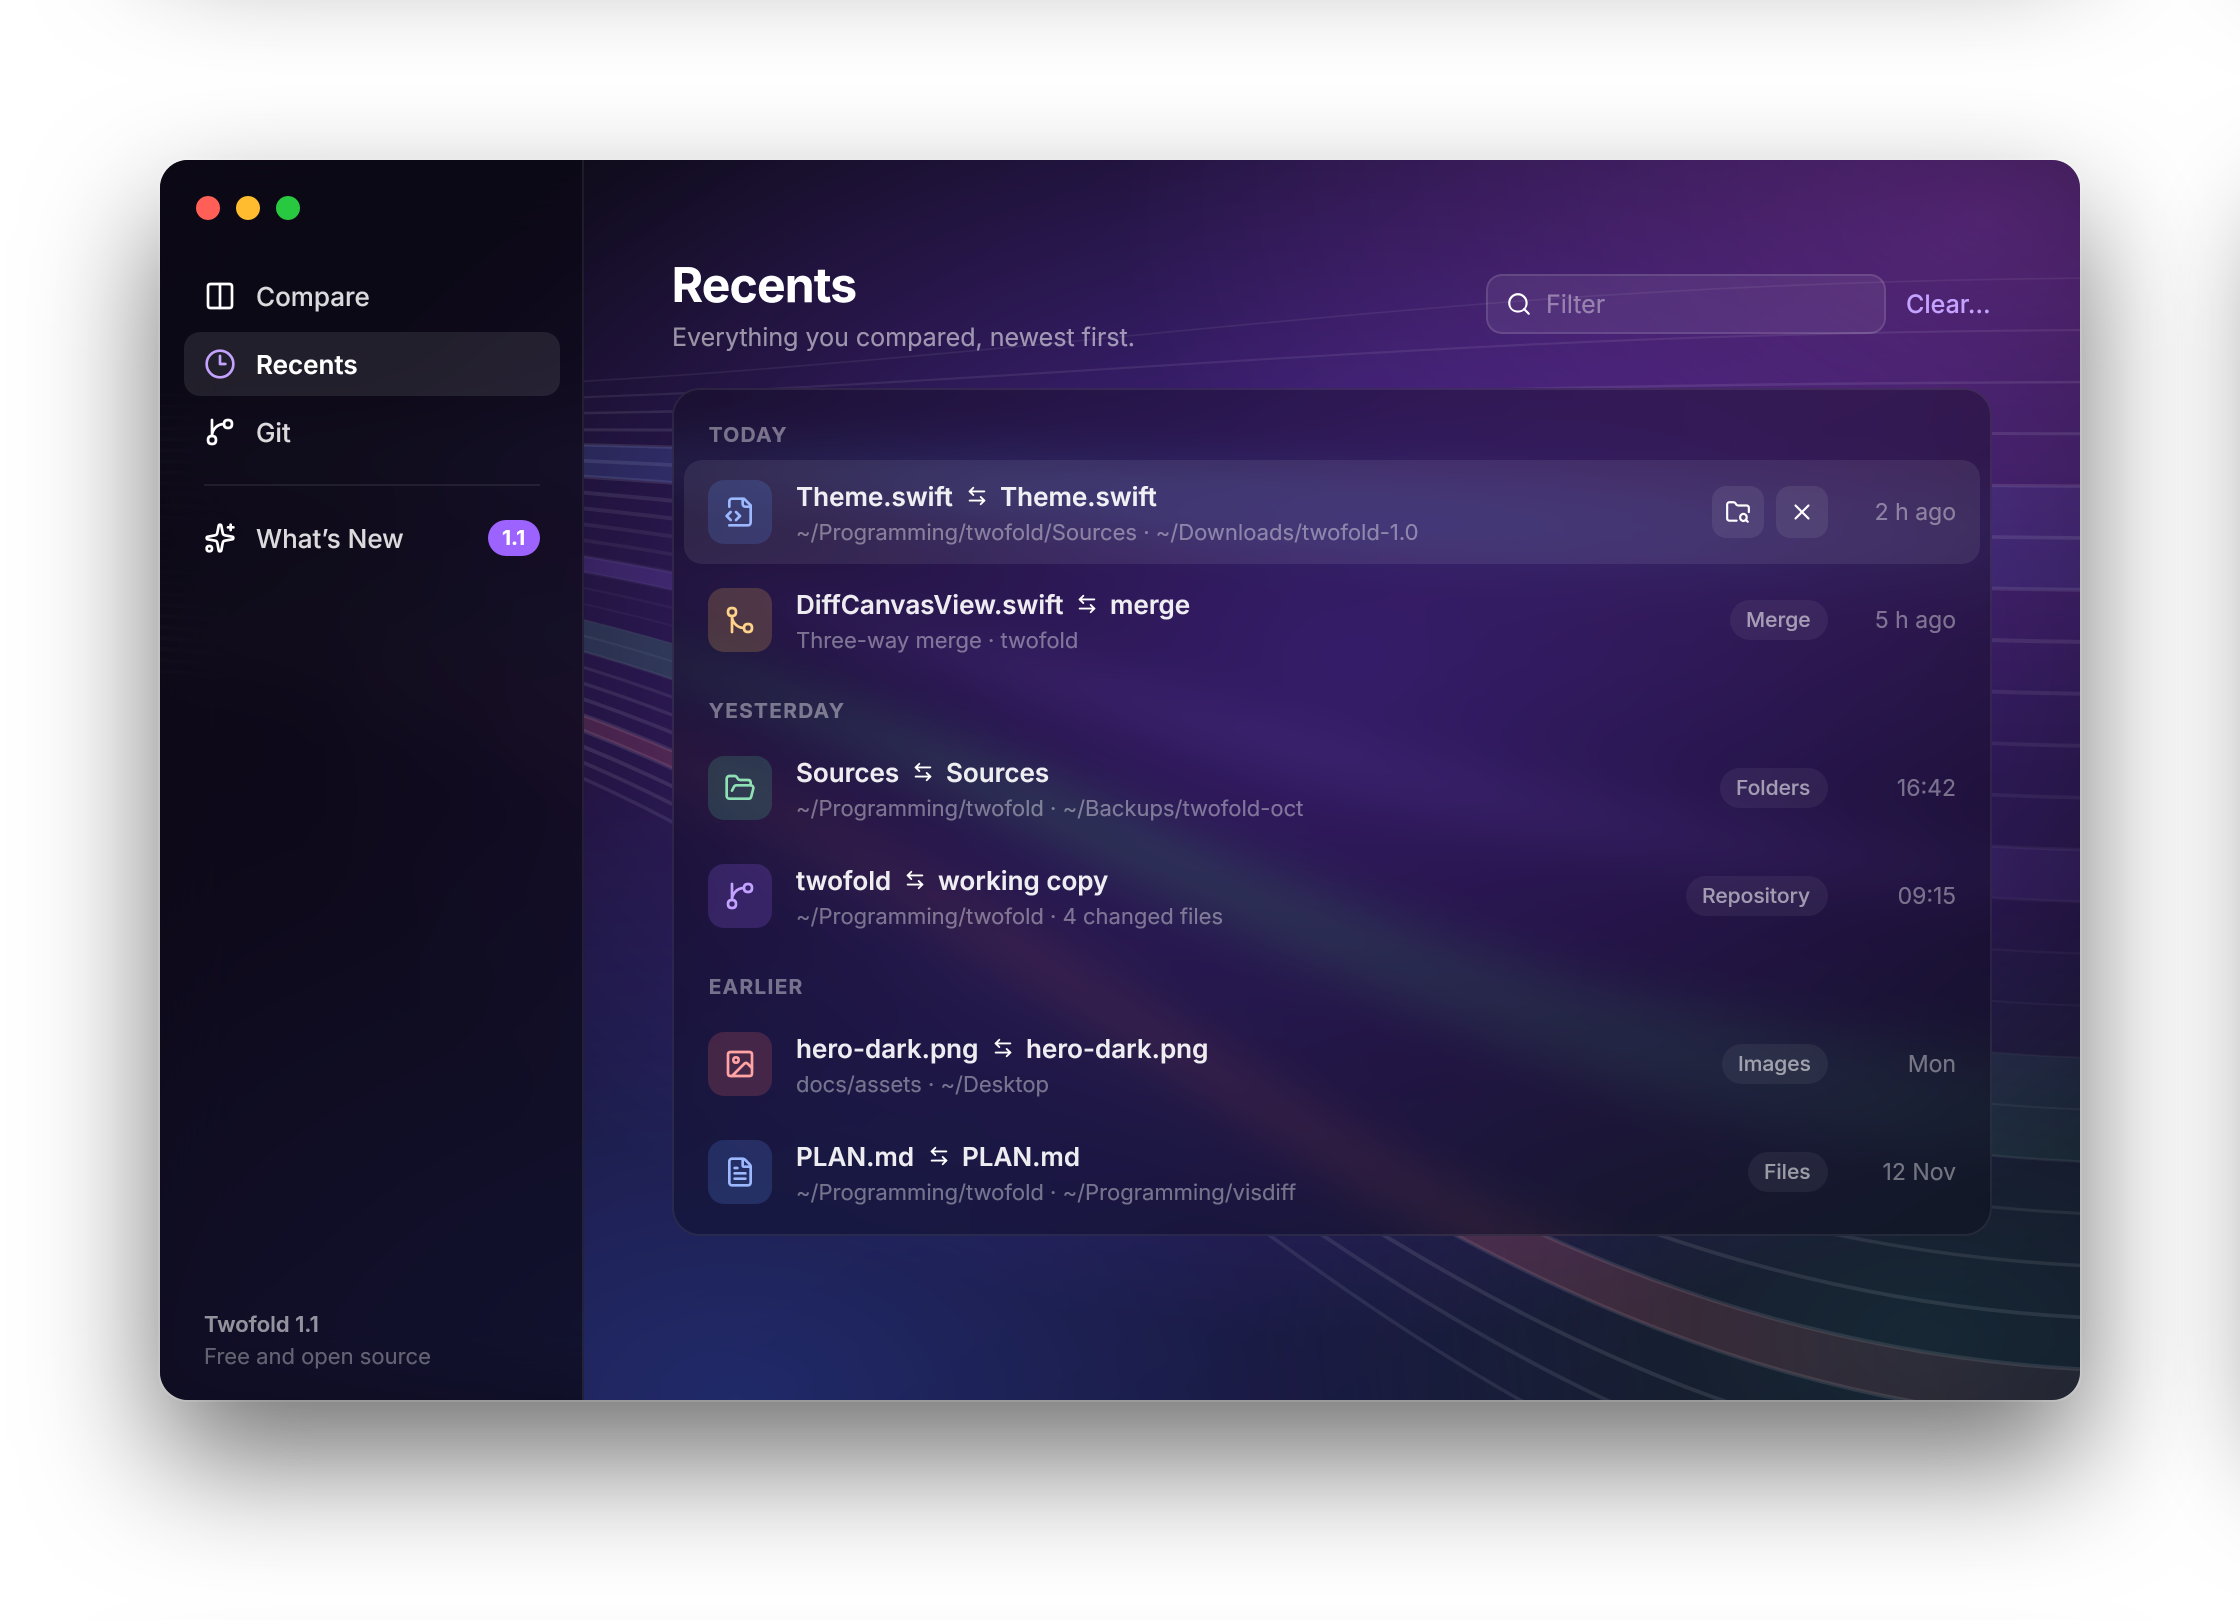 Compare
Recents
Git
What's New 1.1
Twofold 1.1
Free and open source
Recents
Everything you compared, newest first.
Filter
Clear…
TODAY
Theme.swift ⇆ Theme.swift
~/Programming/twofold/Sources · ~/Downloads/twofold-1.0
2 h ago
DiffCanvasView.swift ⇆ merge
Three-way merge · twofold
Merge
5 h ago
YESTERDAY
Sources ⇆ Sources
~/Programming/twofold · ~/Backups/twofold-oct
Folders
16:42
twofold ⇆ working copy
~/Programming/twofold · 4 changed files
Repository
09:15
EARLIER
hero-dark.png ⇆ hero-dark.png
docs/assets · ~/Desktop
Images
Mon
PLAN.md ⇆ PLAN.md
~/Programming/twofold · ~/Programming/visdiff
Files
12 Nov